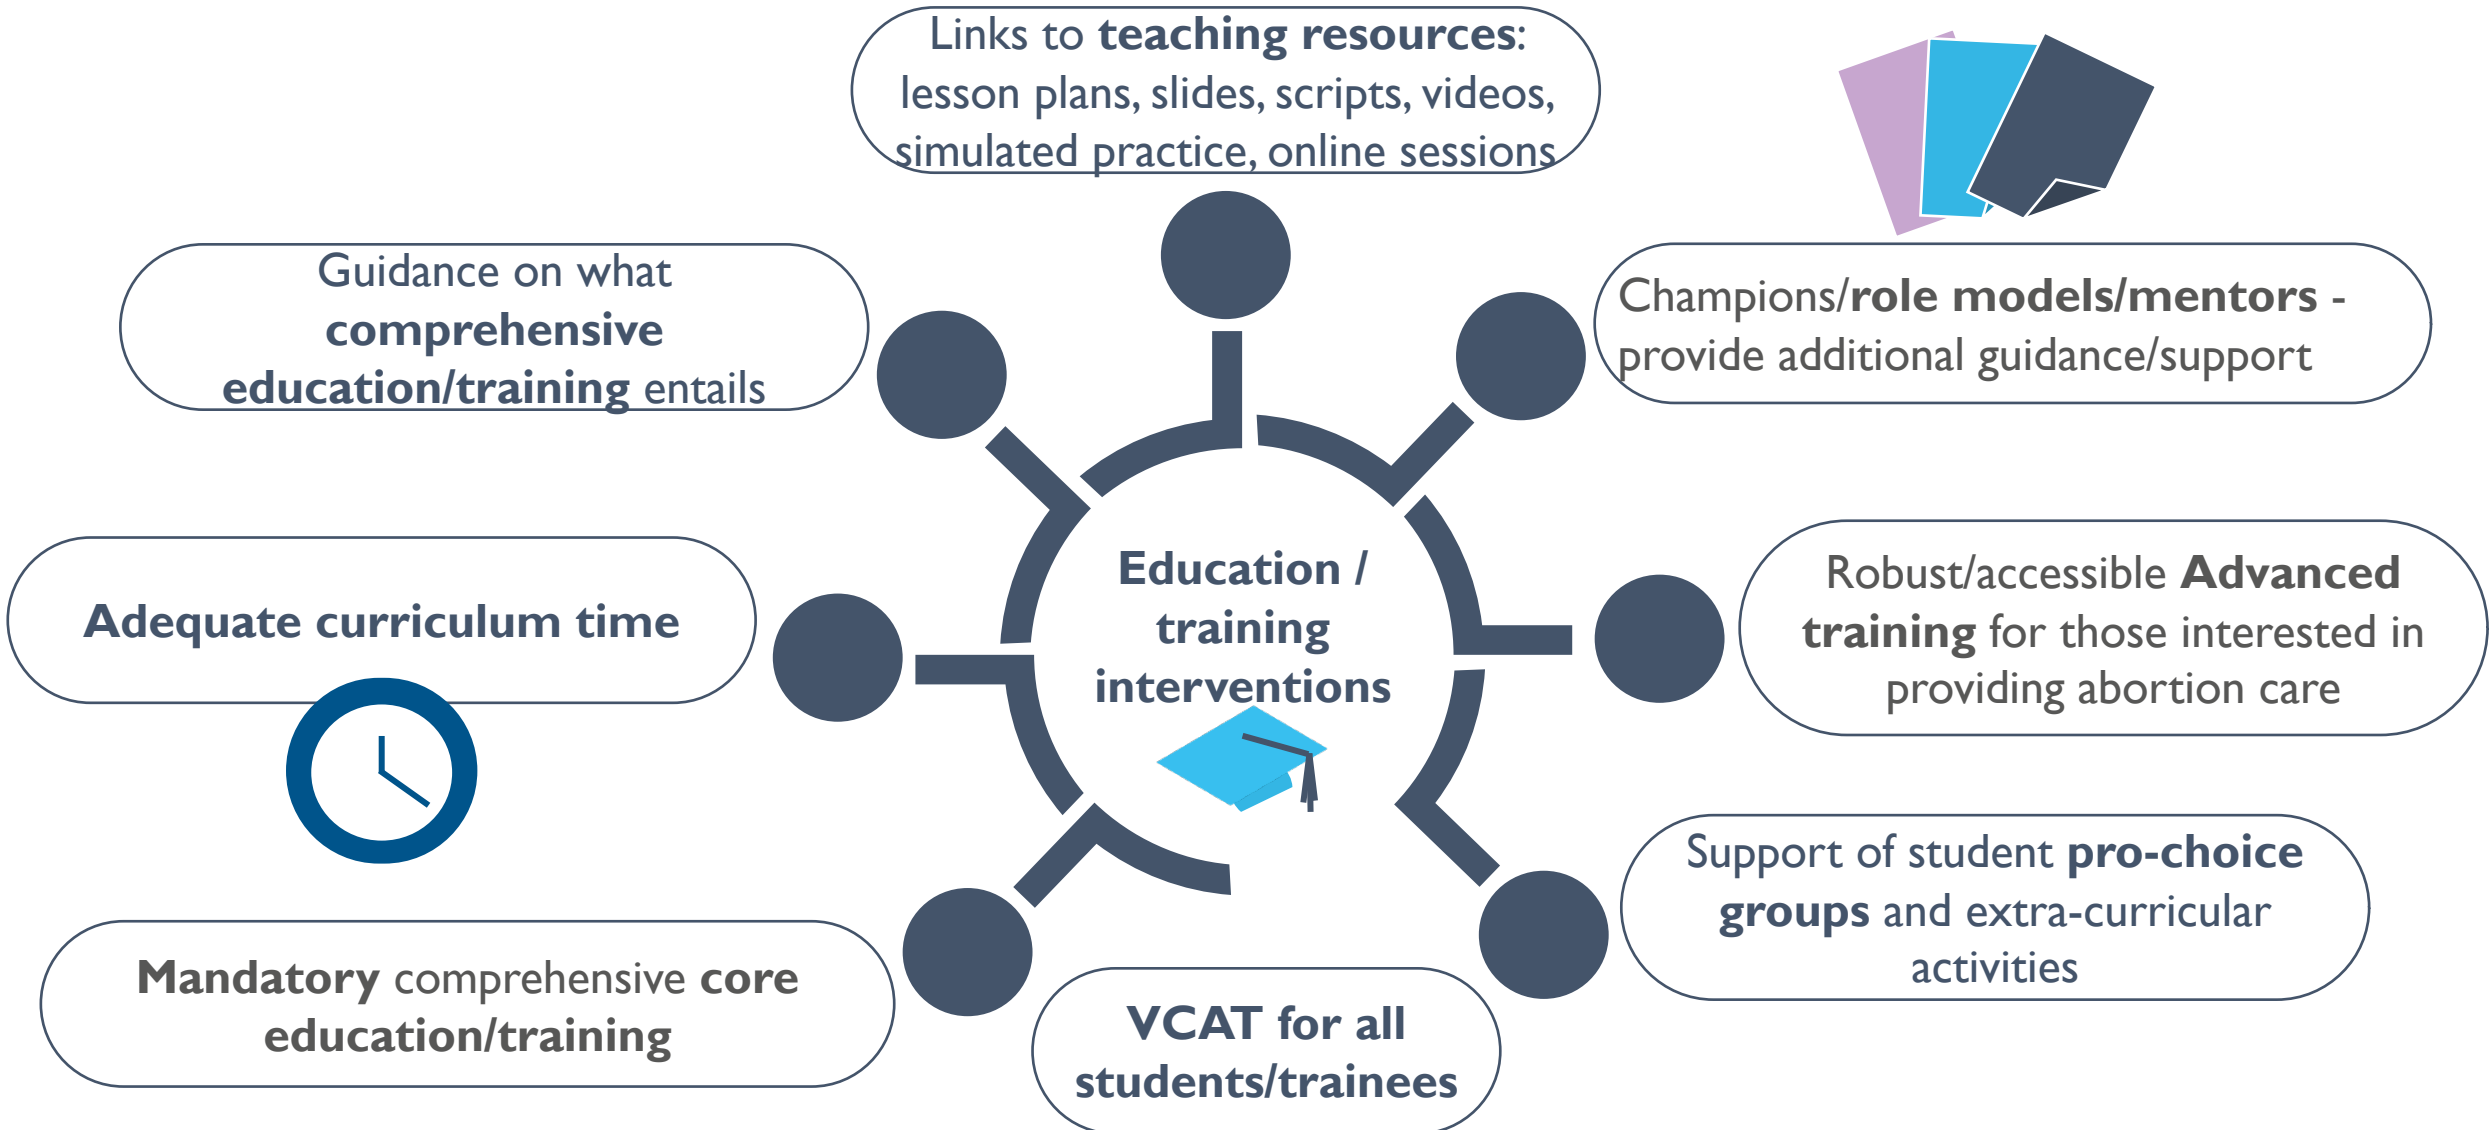 Links to teaching resources:
lesson plans, slides, scripts, videos,
simulated practice, online sessions
Guidance on what
comprehensive
education/training entails
Champions/role models/mentors -
provide additional guidance/support
Adequate curriculum time
Education /
training
interventions
Robust/accessible Advanced
training for those interested in
providing abortion care
Mandatory comprehensive core
education/training
VCAT for all
students/trainees
Support of student pro-choice
groups and extra-curricular
activities